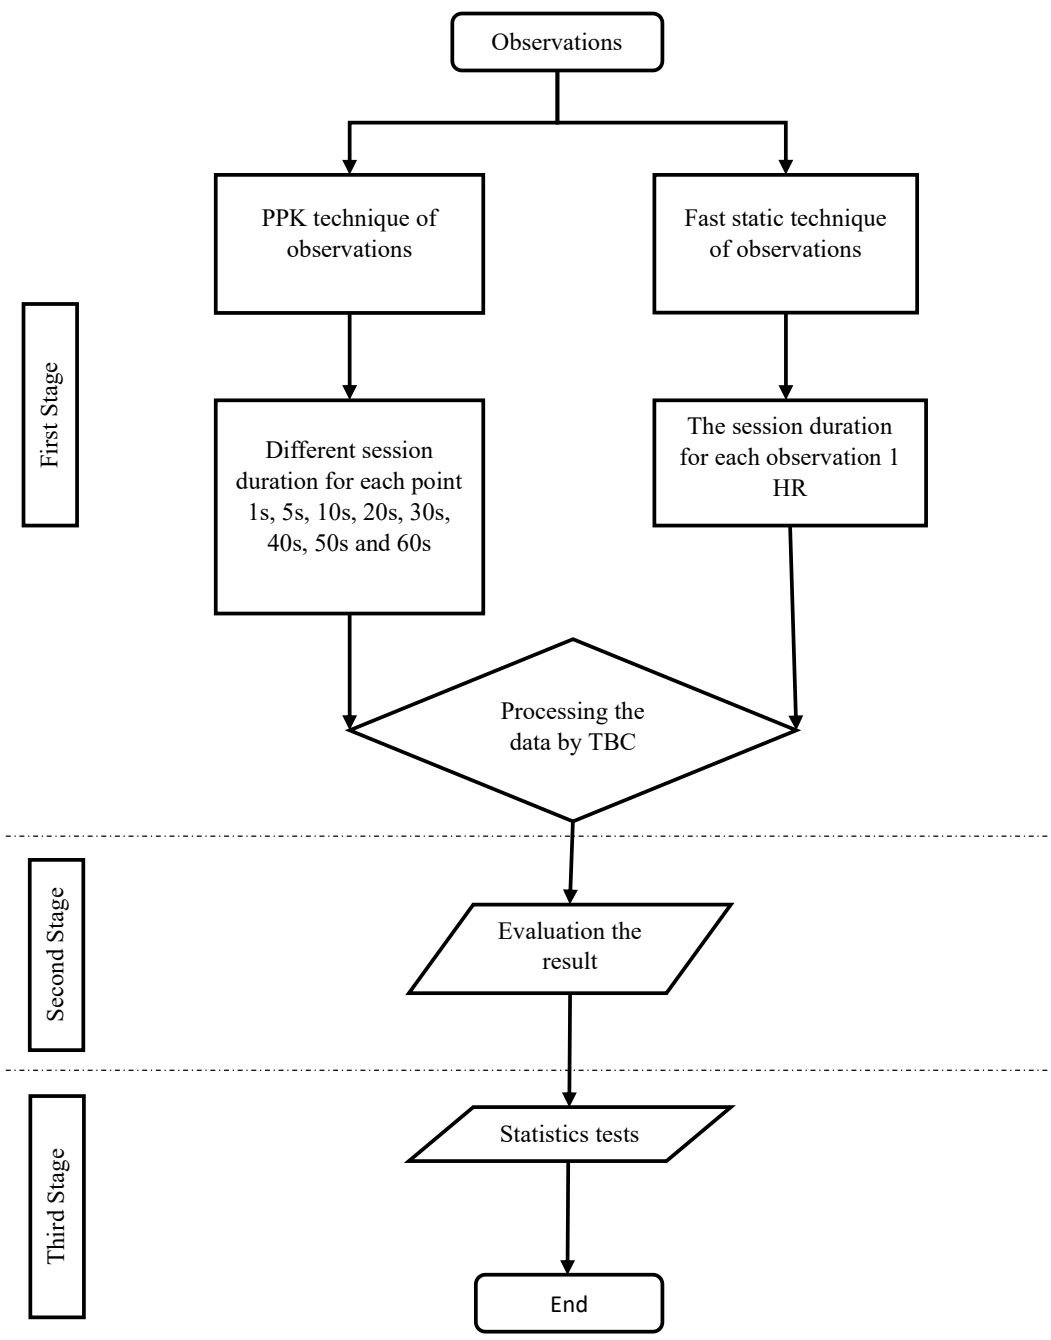 Observations
PPK technique of
observations
Fast static technique
of observations
First Stage
Different session
duration for each point
1s, 5s, 10s, 20s, 30s,
40s, 50s and 60s
The session duration
for each observation 1
HR
Processing the
data by TBC
Second Stage
Evaluation the
result
Third Stage
Statistics tests
End